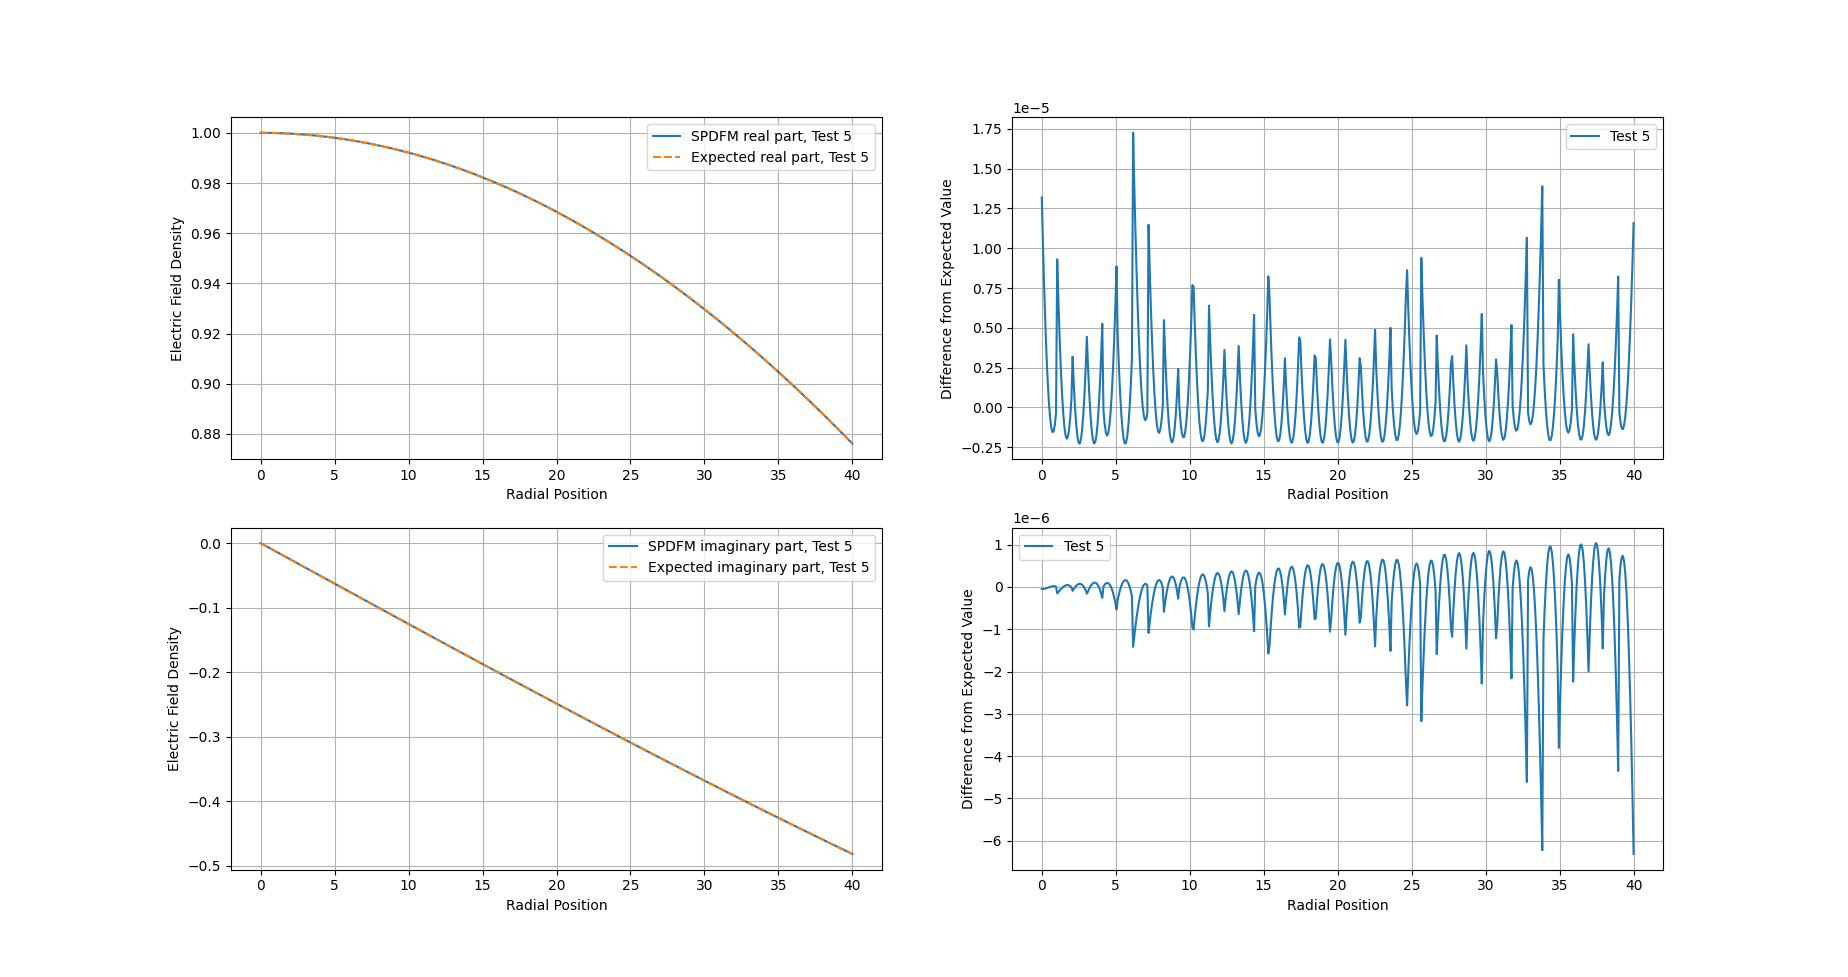 1.00
0.98
0.96
0.94
0.92
0.90
0.88
Electric Field Density
SPDFM real part, Test 5
Expected real part, Test 5
0 5 10 15 20 25 30 35 40
Radial Position
1e−5
1.75
1.50
1.25
1.00
0.75
0.50
0.25
0.00
−0.25
Difference from Expected Value
Test 5
0 5 10 15 20 25 30 35 40
Radial Position
0.0
−0.1
−0.2
−0.3
−0.4
−0.5
Electric Field Density
SPDFM imaginary part, Test 5
Expected imaginary part, Test 5
0 5 10 15 20 25 30 35 40
Radial Position
1e−6
1
0
−1
−2
−3
−4
−5
−6
Difference from Expected Value
Test 5
0 5 10 15 20 25 30 35 40
Radial Position